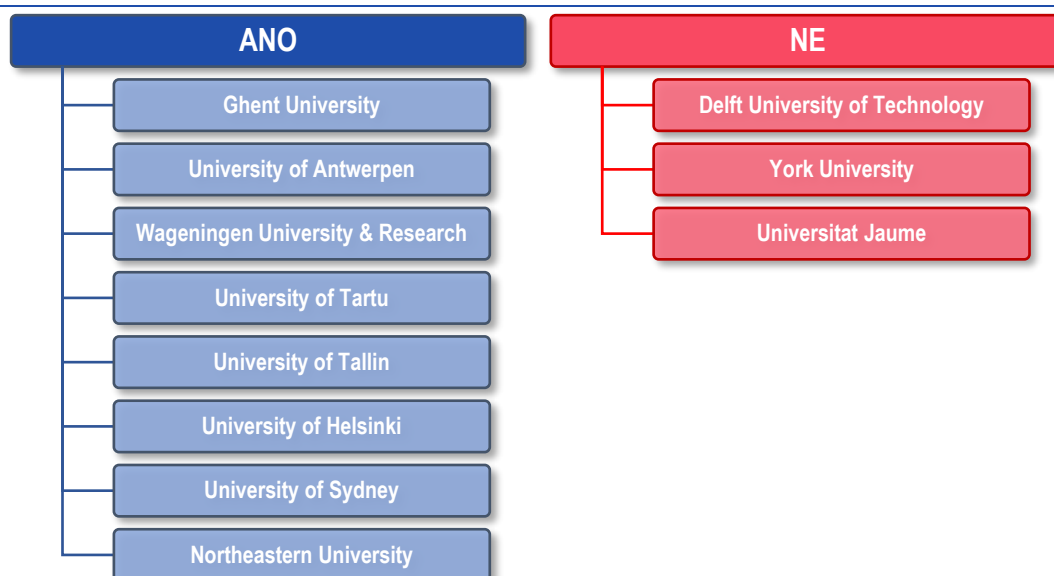 ANO
Ghent University
University of Antwerpen
Wageningen University & Research
University of Tartu
University of Tallin
University of Helsinki
University of Sydney
Northeastern University
NE
Delft University of Technology
York University
Universitat Jaume